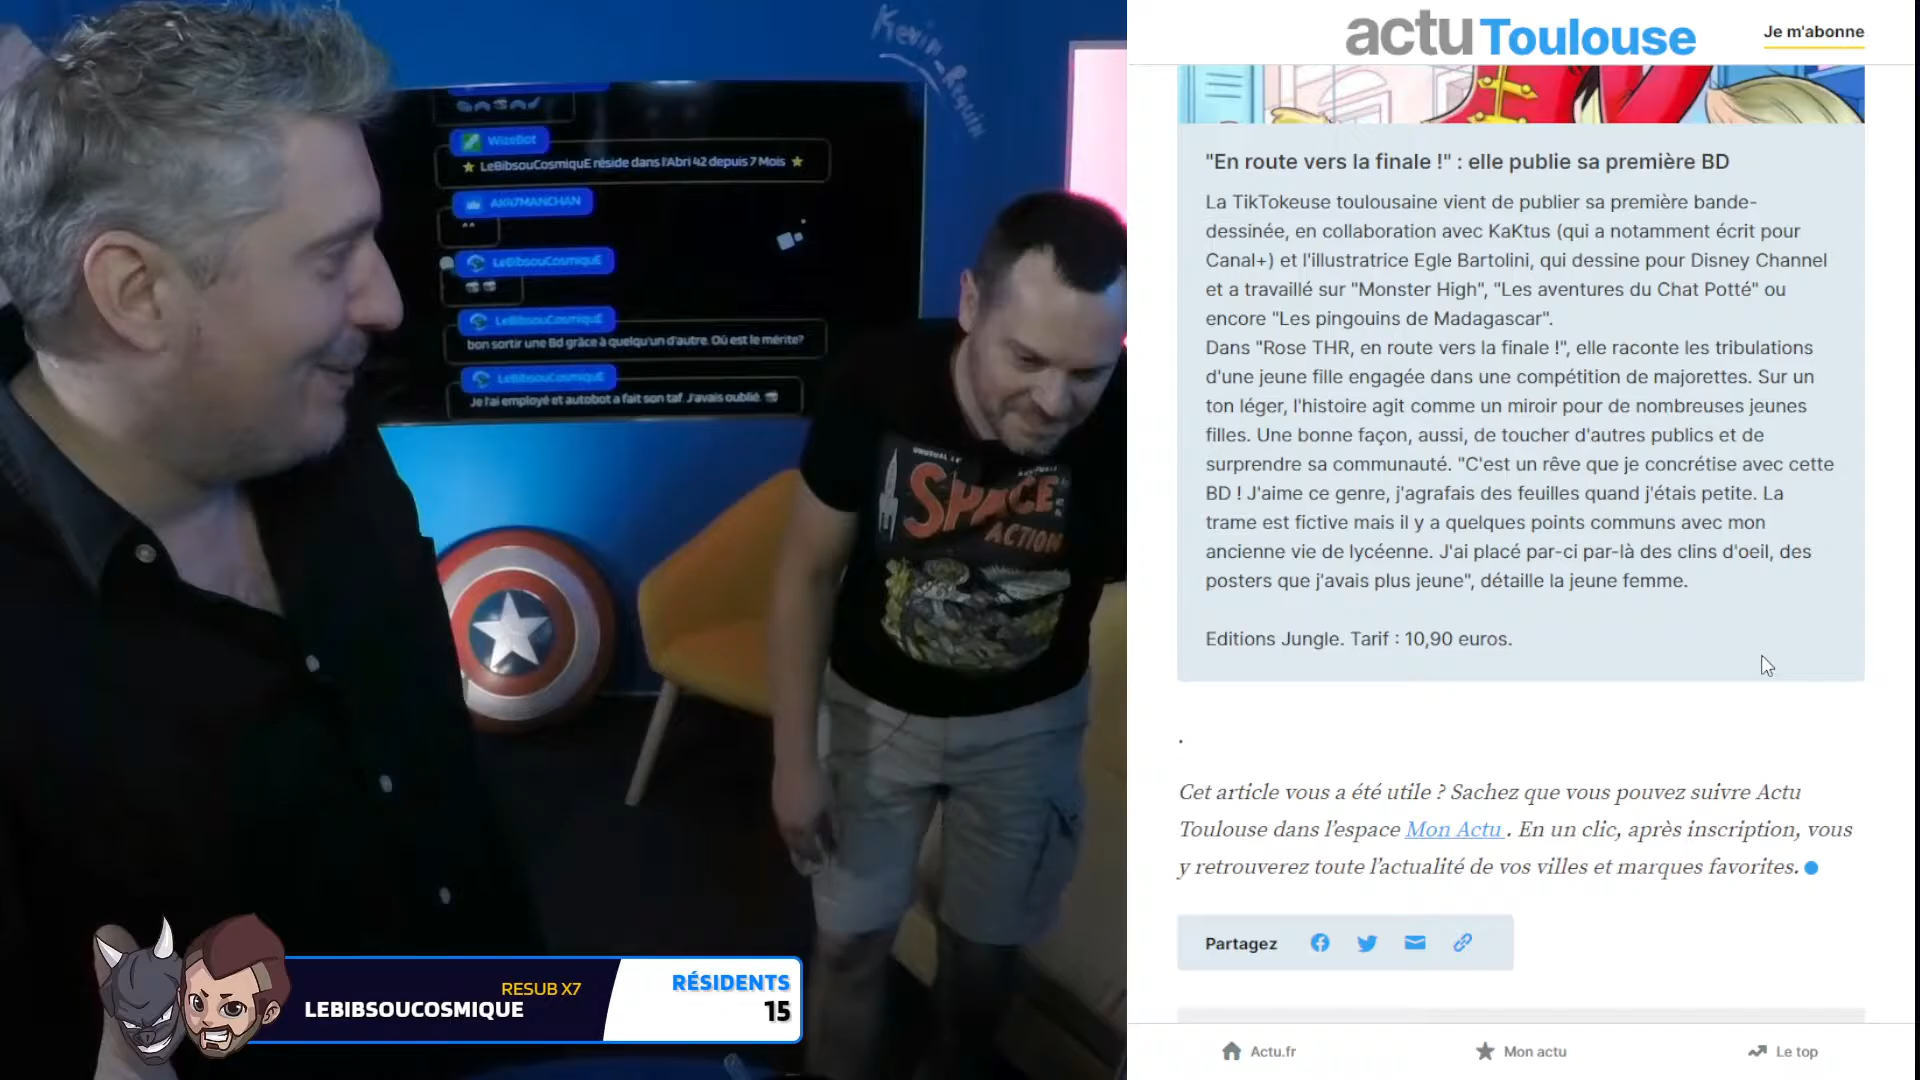 Kevin_Reguin
WizeBot
LeBibsouCosmiquE réside dans l'Abri 42 depuis 7 Mois
AKR7MANCHAN
^^
LeBibsouCosmiquE
LeBibsouCosmiquE
bon sortir une Bd grâce à quelqu'un d'autre. Où est le mérite?
LeBibsouCosmiquE
Je l'ai employé et autobot a fait son taf. J'avais oublié.
SPACE
ACTION
RESUB X7
LEBIBSOUCOSMIQUE
RÉSIDENTS
15
actu Toulouse
Je m'abonne
"En route vers la finale !" : elle publie sa première BD
La TikTokeuse toulousaine vient de publier sa première bande-
dessinée, en collaboration avec KaKtus (qui a notamment écrit pour
Canal+) et l'illustratrice Egle Bartolini, qui dessine pour Disney Channel
et a travaillé sur "Monster High", "Les aventures du Chat Potté" ou
encore "Les pingouins de Madagascar".
Dans "Rose THR, en route vers la finale !", elle raconte les tribulations
d'une jeune fille engagée dans une compétition de majorettes. Sur un
ton léger, l'histoire agit comme un miroir pour de nombreuses jeunes
filles. Une bonne façon, aussi, de toucher d'autres publics et de
surprendre sa communauté. "C'est un rêve que je concrétise avec cette
BD ! J'aime ce genre, j'agrafais des feuilles quand j'étais petite. La
trame est fictive mais il y a quelques points communs avec mon
ancienne vie de lycéenne. J'ai placé par-ci par-là des clins d'oeil, des
posters que j'avais plus jeune", détaille la jeune femme.
Editions Jungle. Tarif : 10,90 euros.
.
Cet article vous a été utile ? Sachez que vous pouvez suivre Actu
Toulouse dans l’espace Mon Actu . En un clic, après inscription, vous
y retrouverez toute l’actualité de vos villes et marques favorites.
Partagez
Actu.fr
Mon actu
Le top